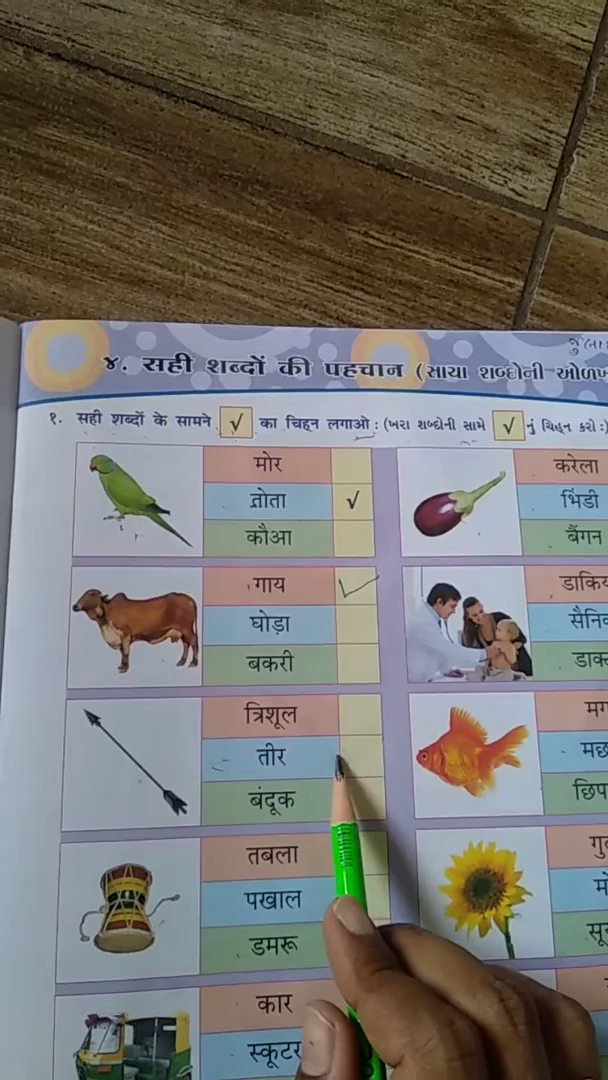 जुला
४. सही शब्दों की पहचान (સાચા શબ્દોની
१. सही शब्दों के सामने √ का चिह्न लगाओ : (ખરા શબ્દોની સામે √ નું ચિહ્ન કરો :)
मोर
तोता √
कौआ
करेला
भिंडी
बैंगन
गाय ✓
घोड़ा
बकरी
त्रिशूल
तीर
बंदूक
तबला
पखाल
डमरू
कार
स्कूटर